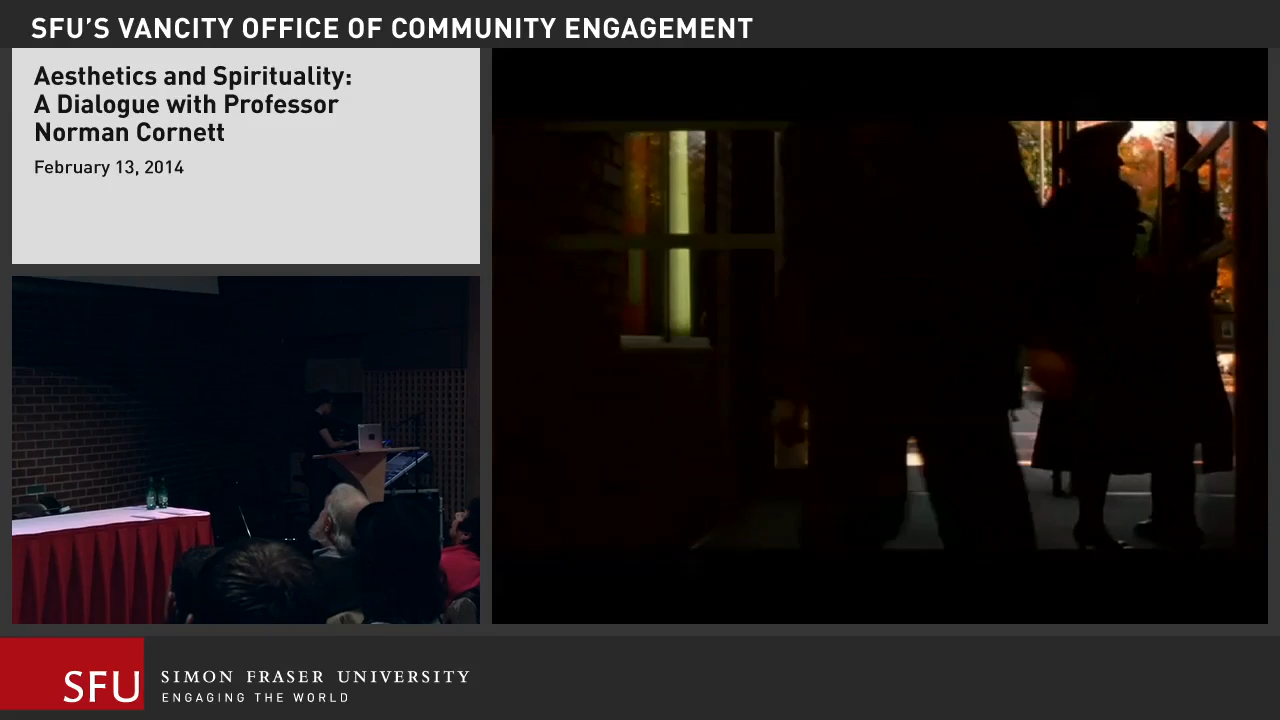 SFU'S VANCITY OFFICE OF COMMUNITY ENGAGEMENT
Aesthetics and Spirituality:
A Dialogue with Professor
Norman Cornett
February 13, 2014
SFU
SIMON FRASER UNIVERSITY
ENGAGING THE WORLD